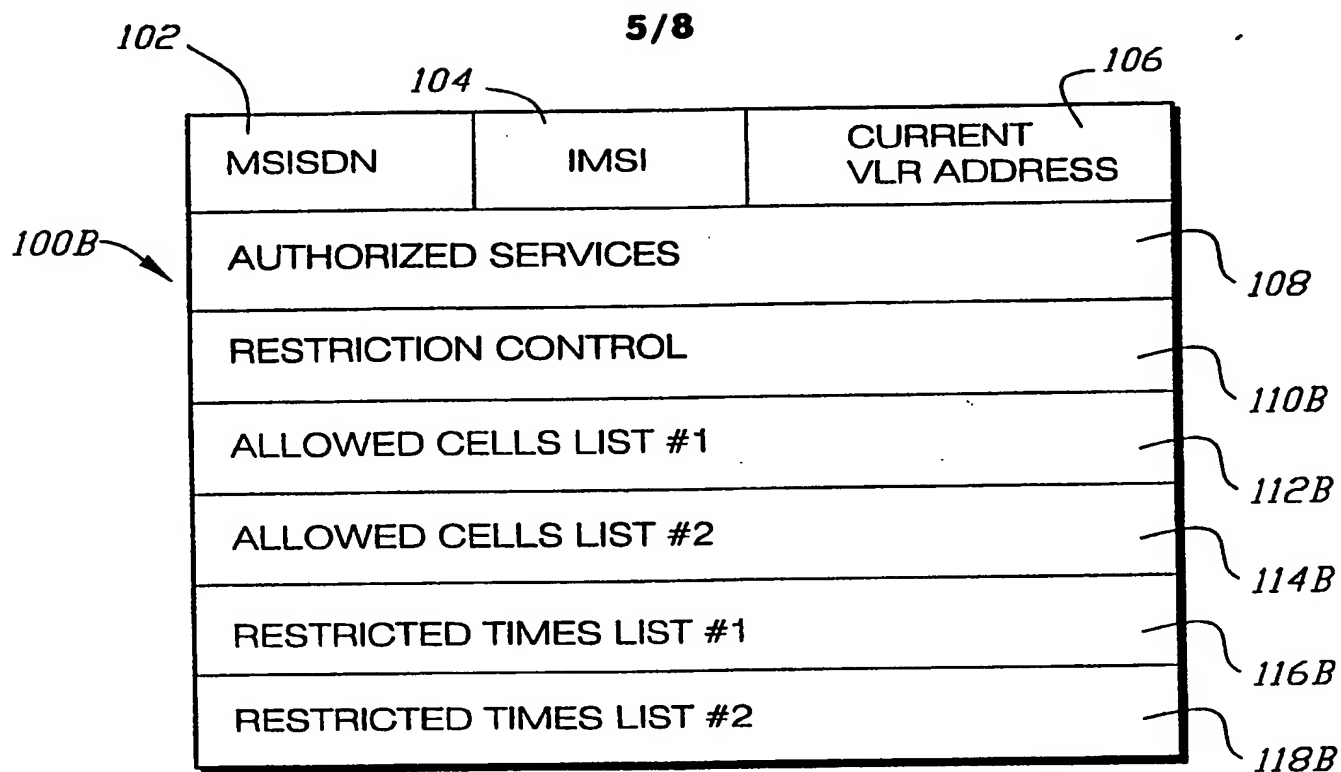 5/8
102
104
106
MSISDN
IMSI
CURRENT
VLR ADDRESS
100B
AUTHORIZED SERVICES
108
RESTRICTION CONTROL
110B
ALLOWED CELLS LIST #1
112B
ALLOWED CELLS LIST #2
114B
RESTRICTED TIMES LIST #1
116B
RESTRICTED TIMES LIST #2
118B